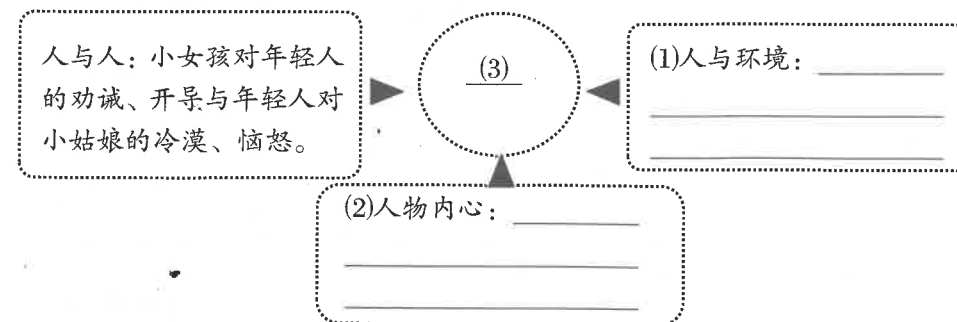 人与人：小女孩对年轻人
的劝诫、开导与年轻人对
小姑娘的冷漠、恼怒。
(3)
(1)人与环境：
(2)人物内心：